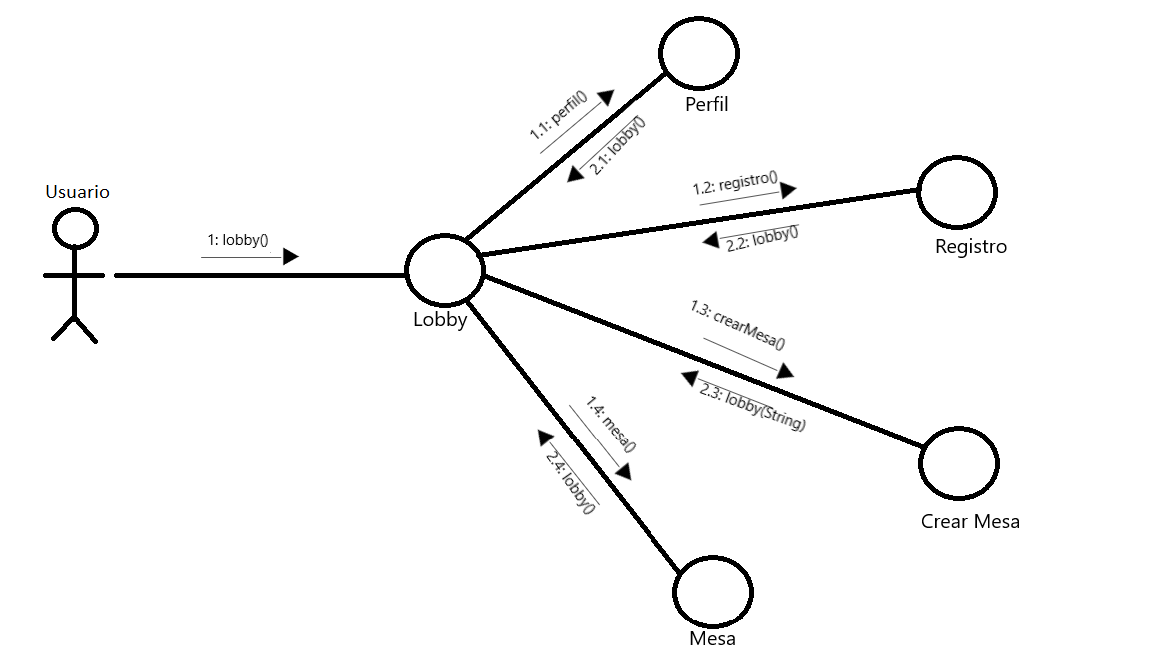 Usuario
1: lobby()
Lobby
1.1: perfil()
2.1: lobby()
Perfil
1.2: registro()
2.2: lobby()
Registro
1.3: crearMesa()
2.3: lobby(String)
Crear Mesa
1.4: mesa()
2.4: lobby()
Mesa